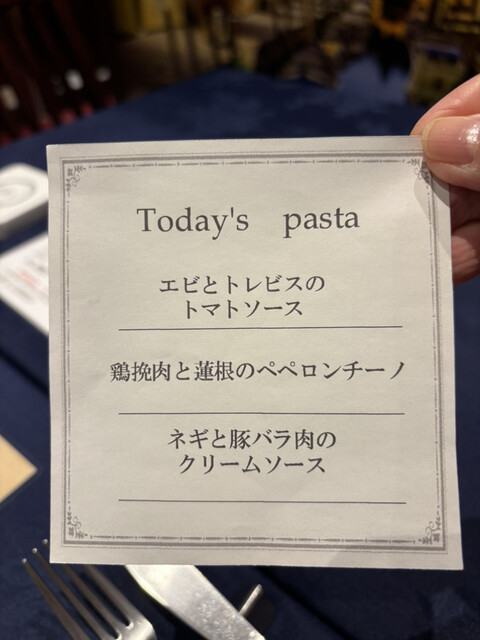 Today's pasta
エビとトレビスの
トマトソース
鶏挽肉と蓮根のペペロンチーノ
ネギと豚バラ肉の
クリームソース